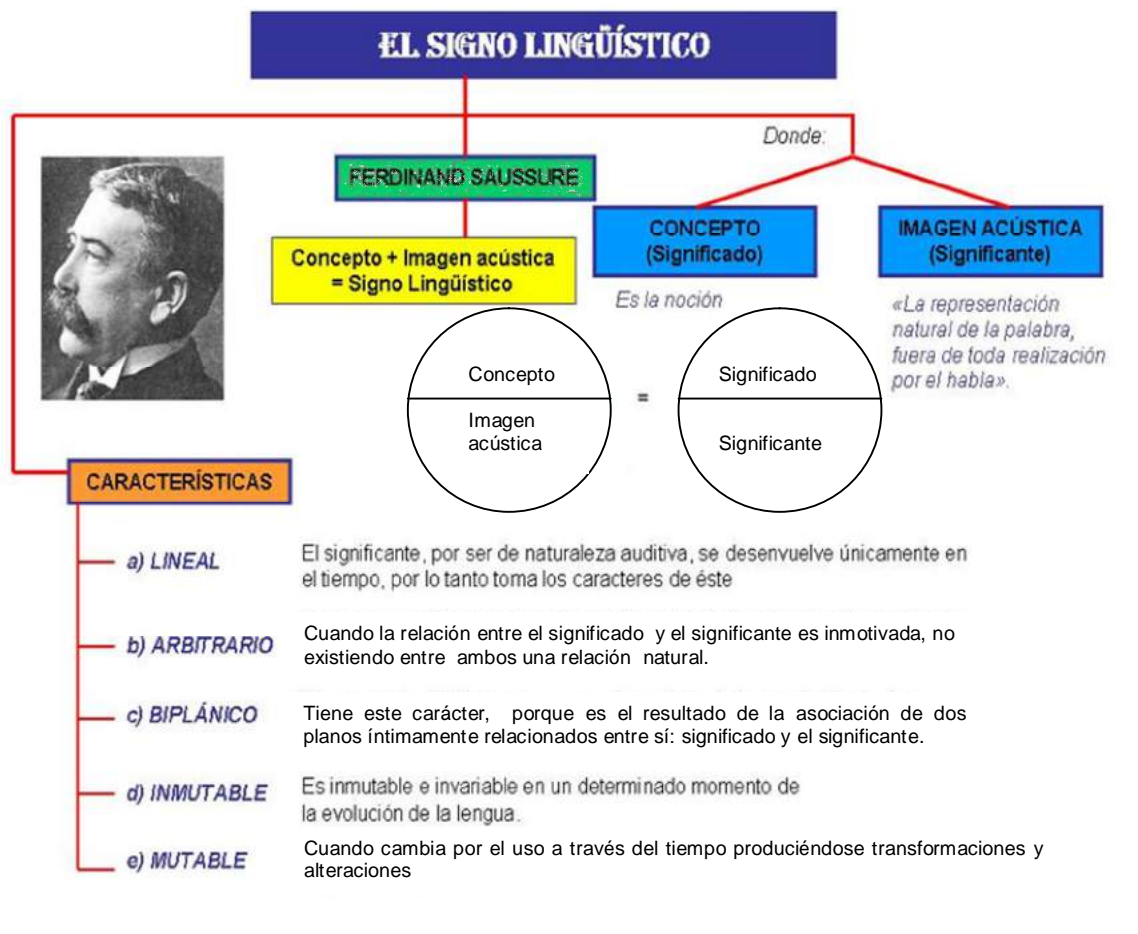 EL SIGNO LINGÜÍSTICO
Donde:
FERDINAND SAUSSURE
Concepto + Imagen acústica
= Signo Lingüístico
CONCEPTO
(Significado)
Es la noción
IMAGEN ACÚSTICA
(Significante)
«La representación
natural de la palabra,
fuera de toda realización
por el habla».
Concepto
Imagen
acústica
=
Significado
Significante
CARACTERÍSTICAS
a) LINEAL
El significante, por ser de naturaleza auditiva, se desenvuelve únicamente en
el tiempo, por lo tanto toma los caracteres de éste
b) ARBITRARIO
Cuando la relación entre el significado y el significante es inmotivada, no
existiendo entre ambos una relación natural.
c) BIPLÁNICO
Tiene este carácter, porque es el resultado de la asociación de dos
planos íntimamente relacionados entre sí: significado y el significante.
d) INMUTABLE
Es inmutable e invariable en un determinado momento de
la evolución de la lengua.
e) MUTABLE
Cuando cambia por el uso a través del tiempo produciéndose transformaciones y
alteraciones